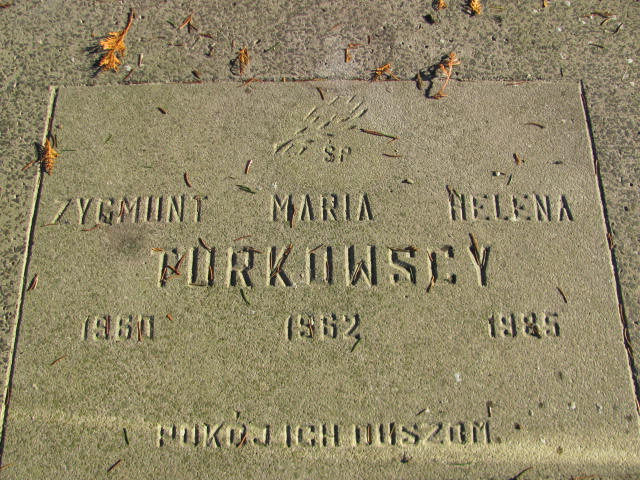 ŚP
ZYGMUNT MARIA HELENA
TURKOWSCY
1960 1962 1985
POKÓJ ICH DUSZOM.